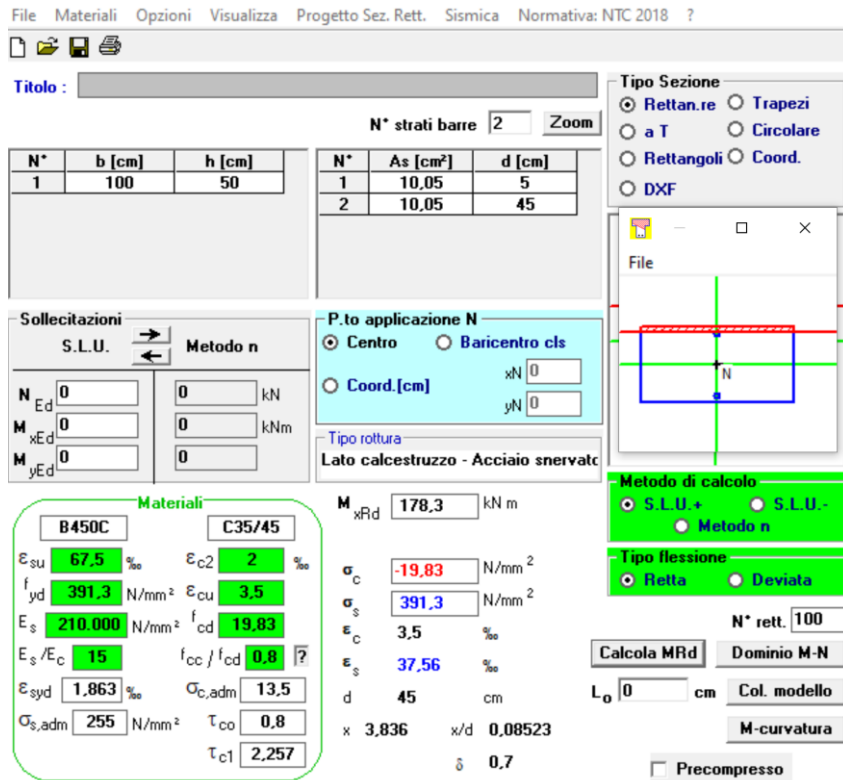 File Materiali Opzioni Visualizza Progetto Sez. Rett. Sismica Normativa: NTC 2018 ?
Titolo :
N° strati barre 2 Zoom
N° b [cm] h [cm]
1 100 50
N° As [cm²] d [cm]
1 10,05 5
2 10,05 45
Tipo Sezione
Rettan.re Trapezi
a T Circolare
Rettangoli Coord.
DXF
File
N
Sollecitazioni
S.L.U. Metodo n
N Ed 0 0 kN
M xEd 0 0 kNm
M yEd 0 0
P.to applicazione N
Centro Baricentro cls
Coord.[cm] xN 0
yN 0
Tipo rottura
Lato calcestruzzo - Acciaio snervato
Metodo di calcolo
S.L.U.+ S.L.U.-
Metodo n
Tipo flessione
Retta Deviata
N° rett. 100
Calcola MRd Dominio M-N
L₀ 0 cm Col. modello
M-curvatura
Precompresso
Materiali
B450C C35/45
εsu 67,5 ‰ εc2 2 ‰
fyd 391,3 N/mm² εcu 3,5
Es 210.000 N/mm² fcd 19,83
Es/Ec 15 fcc / fcd 0,8 ?
εsyd 1,863 ‰ σc,adm 13,5
σs,adm 255 N/mm² τco 0,8
τc1 2,257
M xRd 178,3 kN m
σc -19,83 N/mm²
σs 391,3 N/mm²
εc 3,5 ‰
εs 37,56 ‰
d 45 cm
x 3,836 x/d 0,08523
δ 0,7